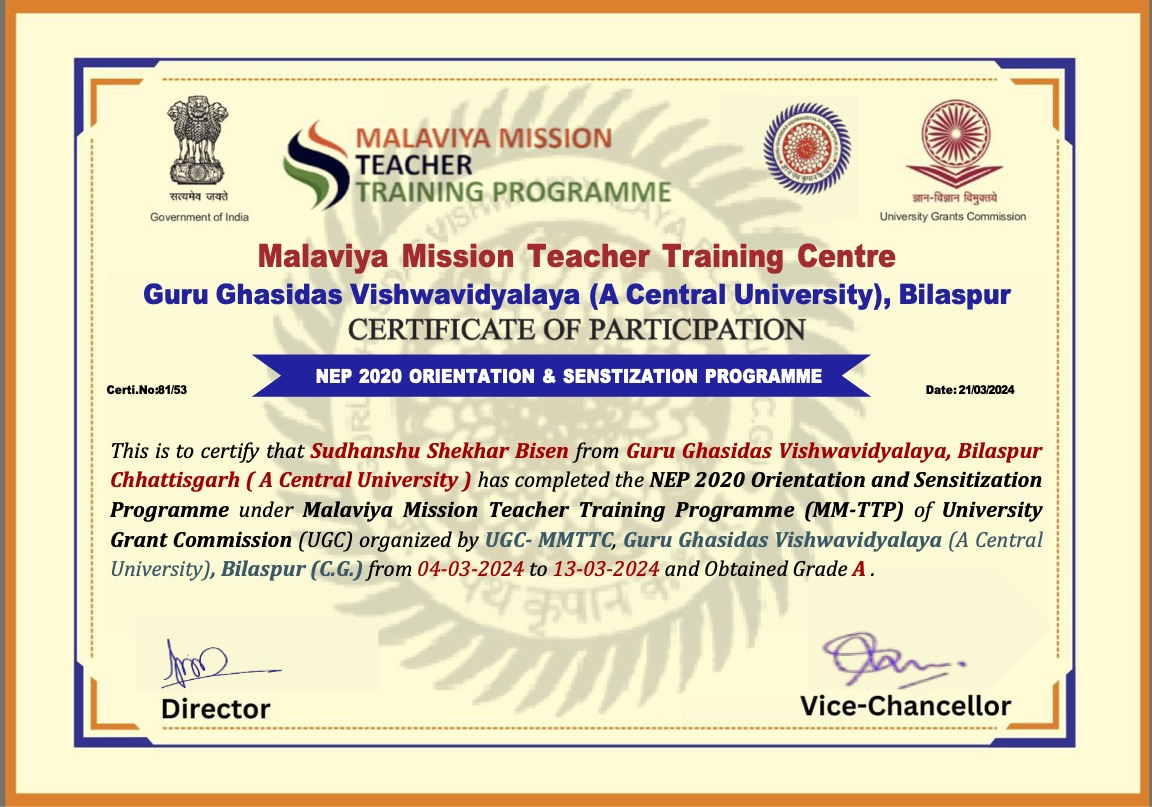 सत्यमेव जयते
Government of India
MALAVIYA MISSION
TEACHER
TRAINING PROGRAMME
ज्ञान-विज्ञान विमुक्तये
University Grants Commission
Malaviya Mission Teacher Training Centre
Guru Ghasidas Vishwavidyalaya (A Central University), Bilaspur
CERTIFICATE OF PARTICIPATION
NEP 2020 ORIENTATION & SENSTIZATION PROGRAMME
Certi.No:81/53
Date: 21/03/2024
This is to certify that Sudhanshu Shekhar Bisen from Guru Ghasidas Vishwavidyalaya, Bilaspur
Chhattisgarh ( A Central University ) has completed the NEP 2020 Orientation and Sensitization
Programme under Malaviya Mission Teacher Training Programme (MM-TTP) of University
Grant Commission (UGC) organized by UGC- MMTTC, Guru Ghasidas Vishwavidyalaya (A Central
University), Bilaspur (C.G.) from 04-03-2024 to 13-03-2024 and Obtained Grade A .
Director
Vice-Chancellor